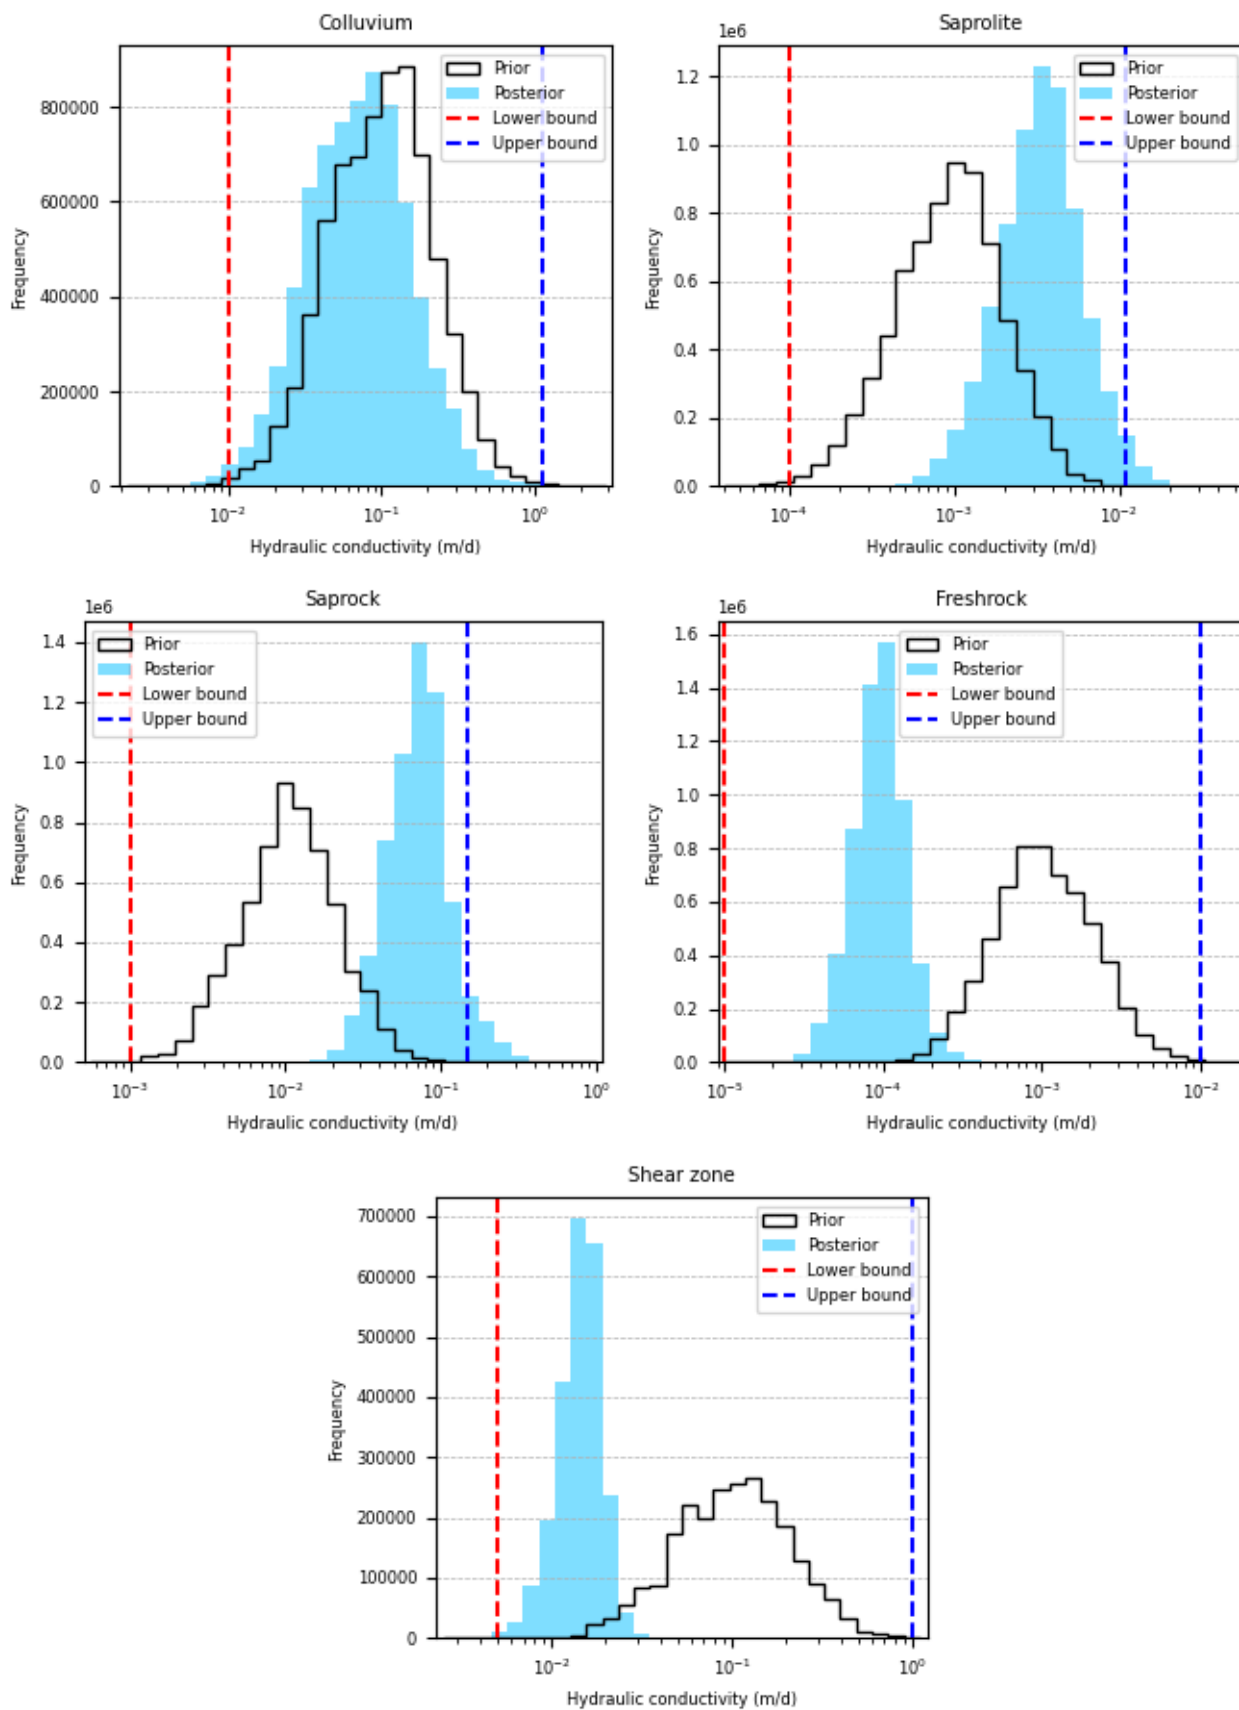 Colluvium
Frequency
800000
600000
400000
200000
0
Prior
Posterior
Lower bound
Upper bound
10⁻² 10⁻¹ 10⁰
Hydraulic conductivity (m/d)
Saprolite
1e6
Frequency
1.2
1.0
0.8
0.6
0.4
0.2
0.0
Prior
Posterior
Lower bound
Upper bound
10⁻⁴ 10⁻³ 10⁻²
Hydraulic conductivity (m/d)
Saprock
1e6
Frequency
1.4
1.2
1.0
0.8
0.6
0.4
0.2
0.0
Prior
Posterior
Lower bound
Upper bound
10⁻³ 10⁻² 10⁻¹ 10⁰
Hydraulic conductivity (m/d)
Freshrock
1e6
Frequency
1.6
1.4
1.2
1.0
0.8
0.6
0.4
0.2
0.0
Prior
Posterior
Lower bound
Upper bound
10⁻⁵ 10⁻⁴ 10⁻³ 10⁻²
Hydraulic conductivity (m/d)
Shear zone
Frequency
700000
600000
500000
400000
300000
200000
100000
0
Prior
Posterior
Lower bound
Upper bound
10⁻² 10⁻¹ 10⁰
Hydraulic conductivity (m/d)